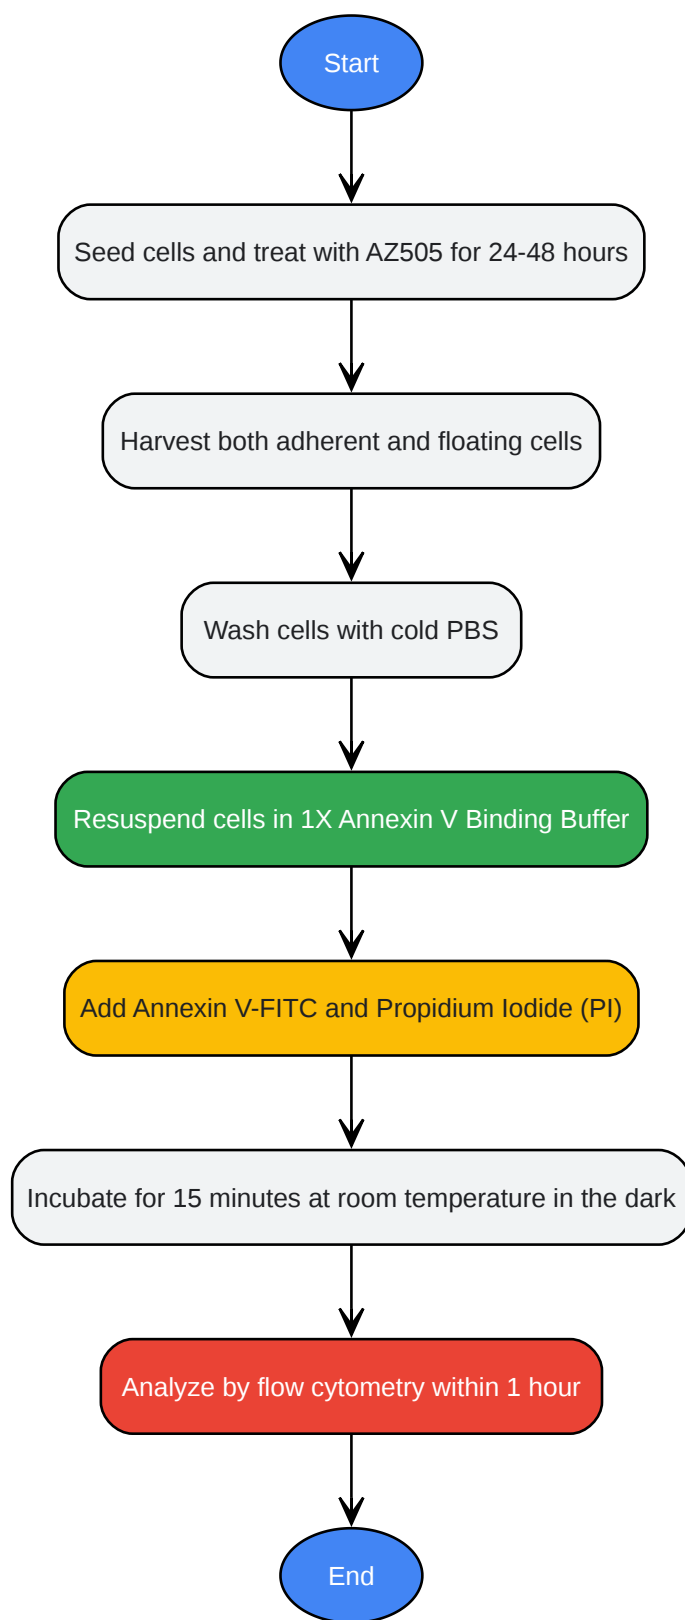 Start
Seed cells and treat with AZ505 for 24-48 hours
Harvest both adherent and floating cells
Wash cells with cold PBS
Resuspend cells in 1X Annexin V Binding Buffer
Add Annexin V-FITC and Propidium Iodide (PI)
Incubate for 15 minutes at room temperature in the dark
Analyze by flow cytometry within 1 hour
End